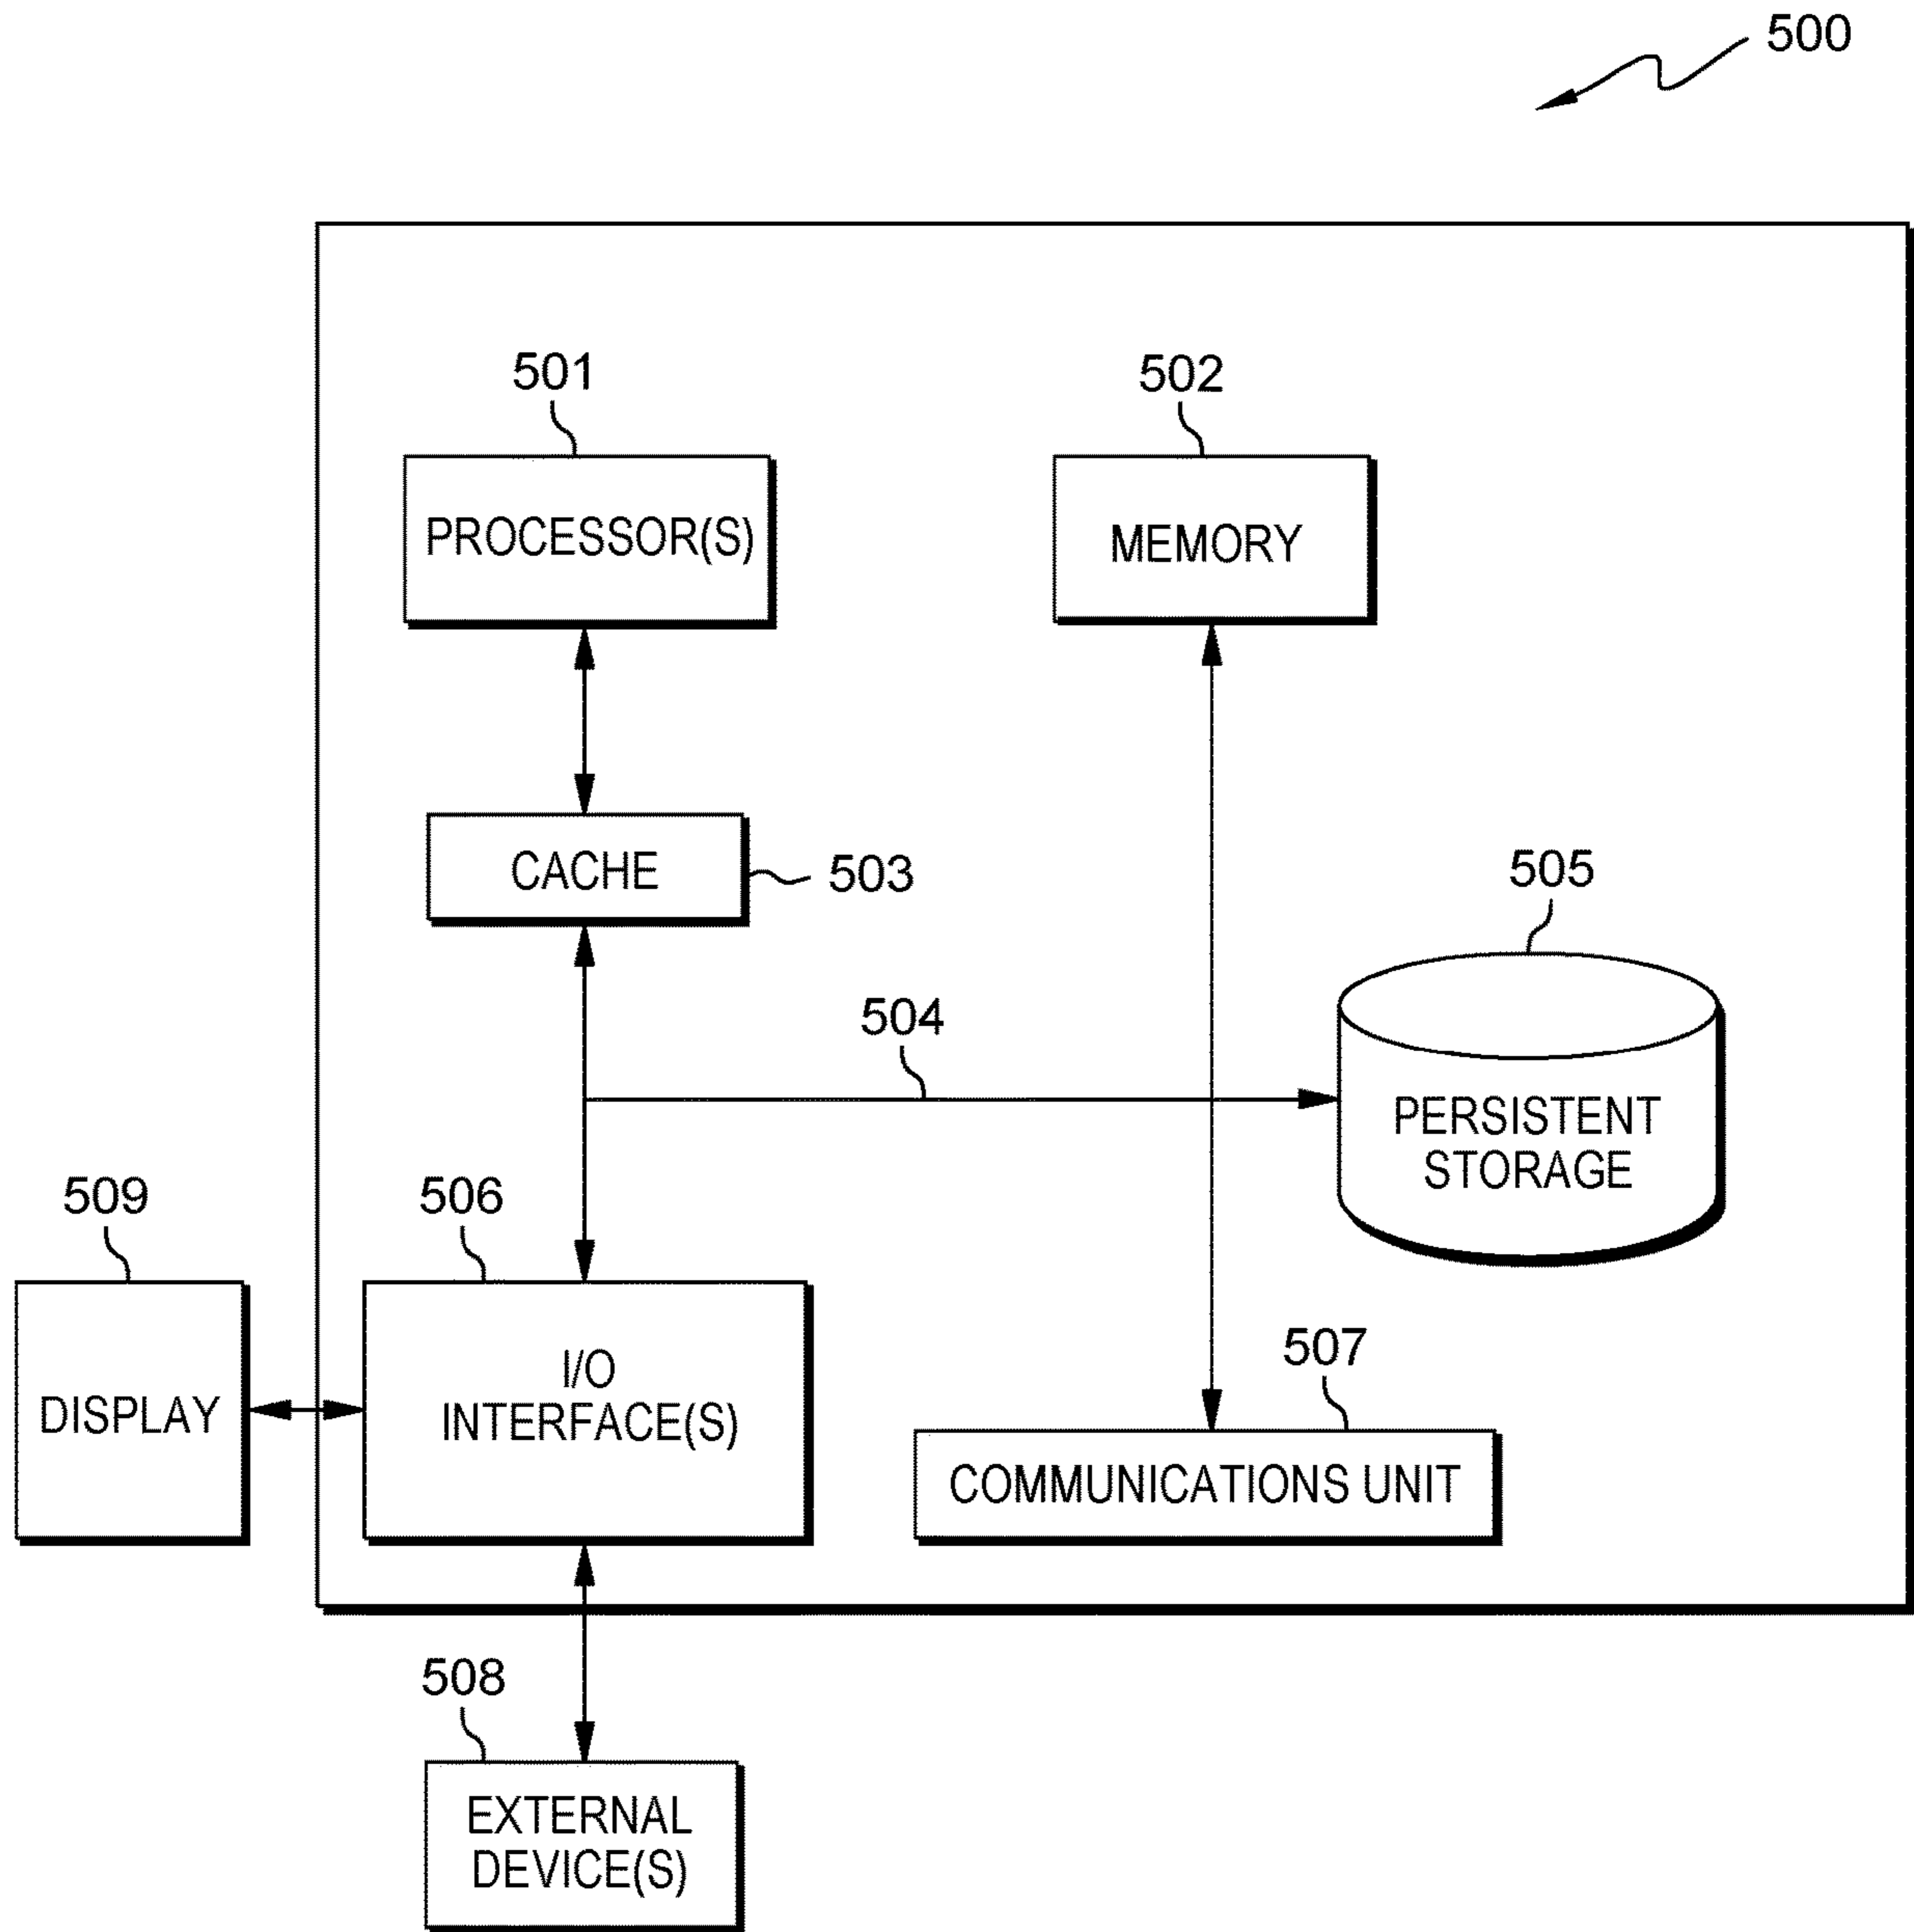 500
501
502
PROCESSOR(S)
MEMORY
CACHE
503
505
504
PERSISTENT
STORAGE
509
506
DISPLAY
I/O
INTERFACE(S)
507
COMMUNICATIONS UNIT
508
EXTERNAL
DEVICE(S)